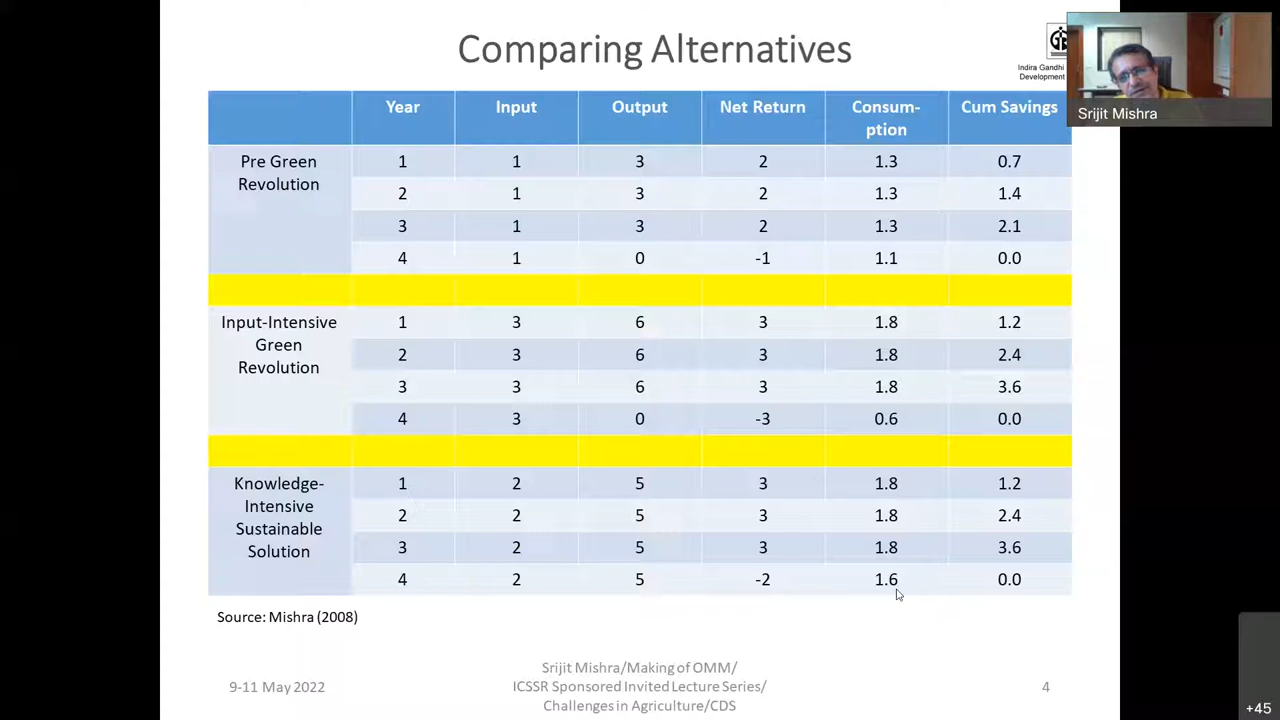 Comparing Alternatives
Indira Gandhi
Development
Srijit Mishra
Year Input Output Net Return Consum-
ption Cum Savings
Pre Green
Revolution
1 1 3 2 1.3 0.7
2 1 3 2 1.3 1.4
3 1 3 2 1.3 2.1
4 1 0 -1 1.1 0.0
Input-Intensive
Green
Revolution
1 3 6 3 1.8 1.2
2 3 6 3 1.8 2.4
3 3 6 3 1.8 3.6
4 3 0 -3 0.6 0.0
Knowledge-
Intensive
Sustainable
Solution
1 2 5 3 1.8 1.2
2 2 5 3 1.8 2.4
3 2 5 3 1.8 3.6
4 2 5 -2 1.6 0.0
Source: Mishra (2008)
9-11 May 2022
Srijit Mishra/Making of OMM/
ICSSR Sponsored Invited Lecture Series/
Challenges in Agriculture/CDS
4
+45